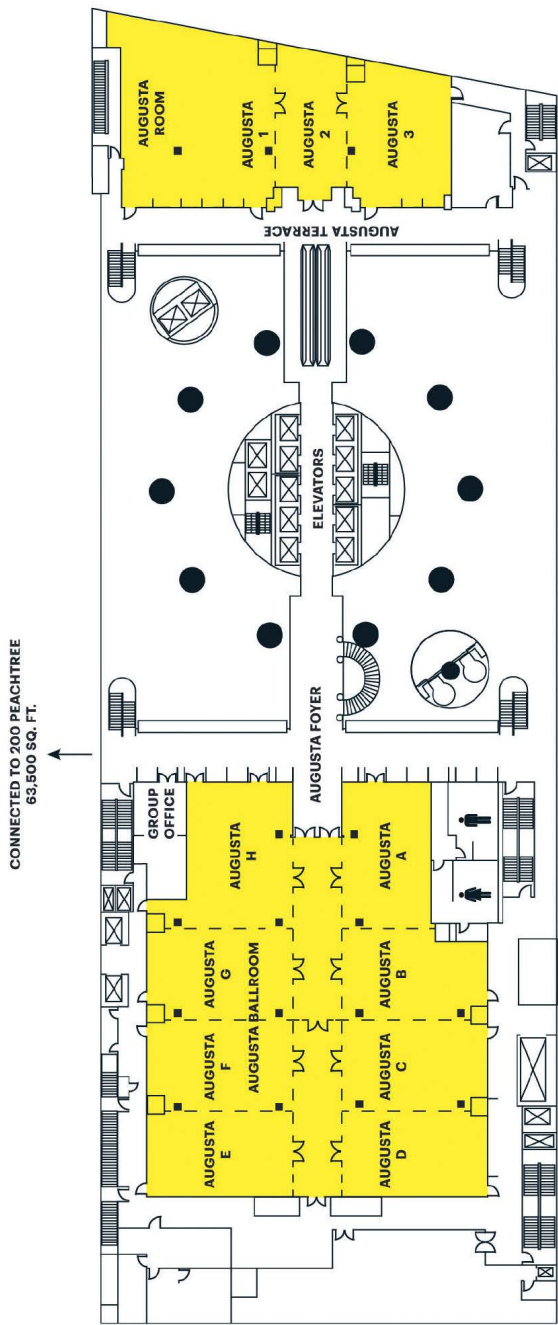 CONNECTED TO 200 PEACHTREE
63,500 SQ. FT.
AUGUSTA
ROOM
AUGUSTA
1
AUGUSTA
2
AUGUSTA
3
AUGUSTA TERRACE
ELEVATORS
AUGUSTA FOYER
GROUP
OFFICE
AUGUSTA
H
AUGUSTA
A
AUGUSTA
G
AUGUSTA BALLROOM
AUGUSTA
B
AUGUSTA
F
AUGUSTA
C
AUGUSTA
E
AUGUSTA
D